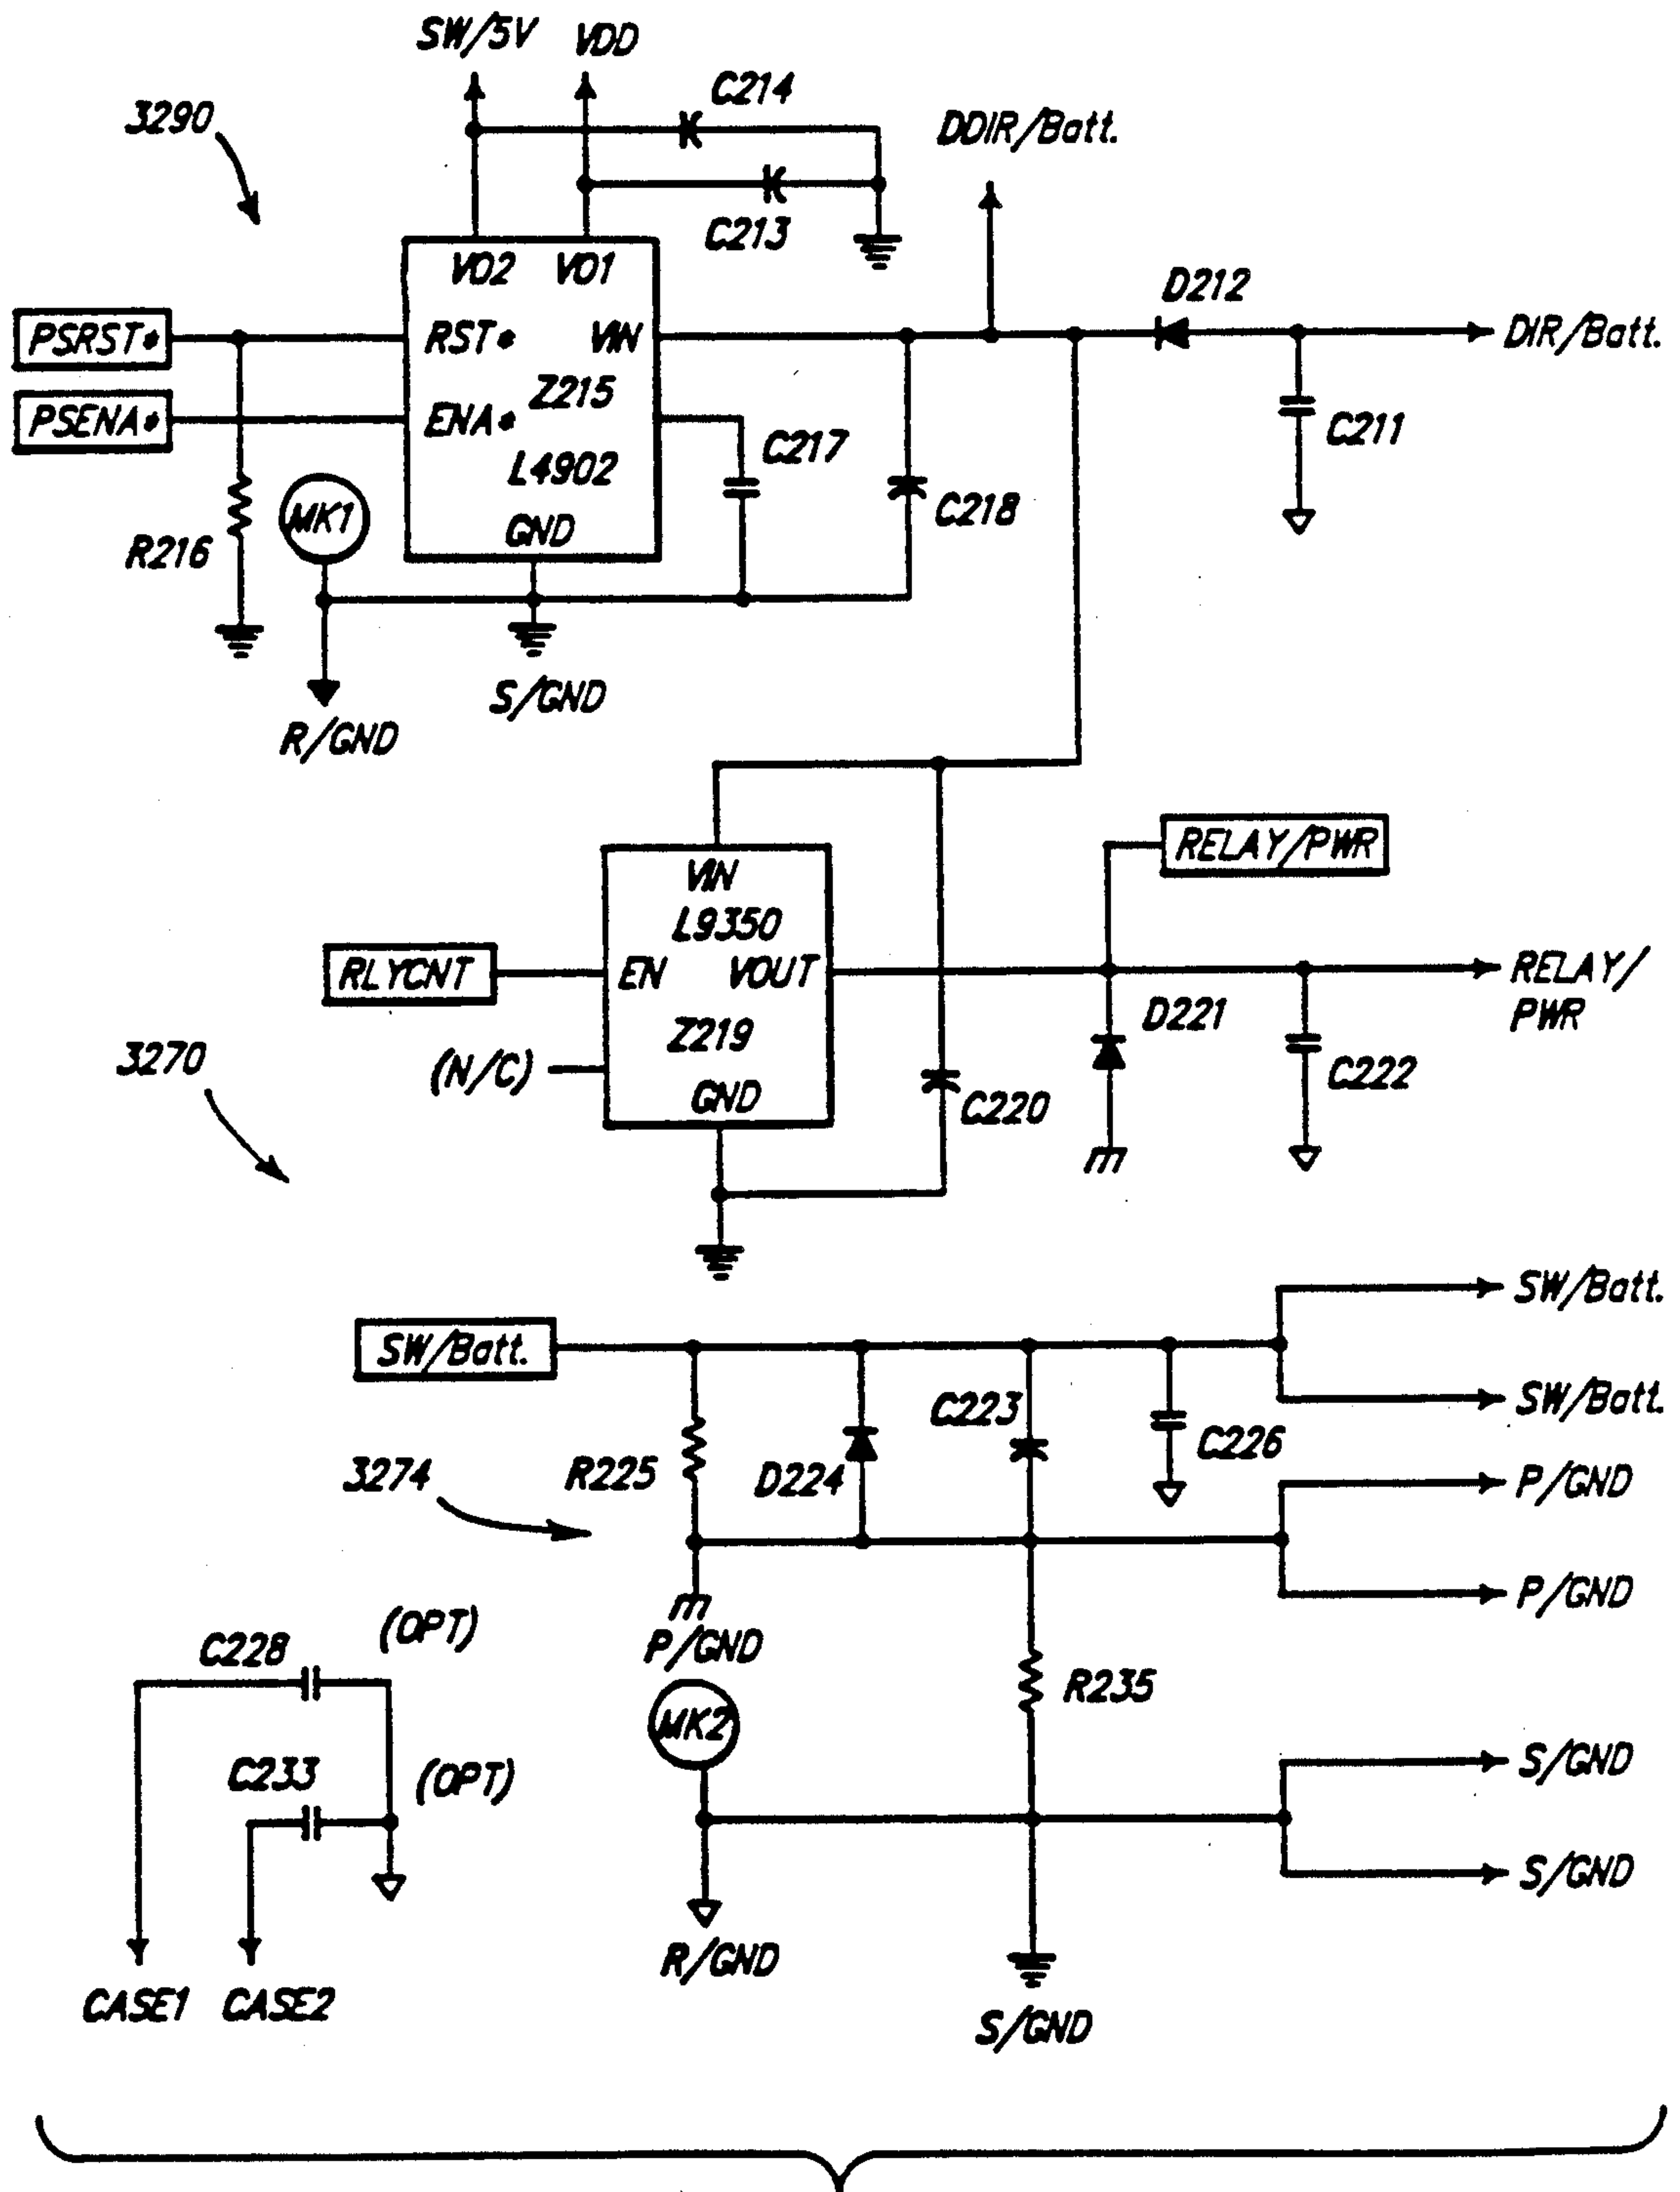 SW/5V
VDD
C214
3290
DDIR/Batt.
C213
VO2
VO1
D212
PSRST*
RST*
VIN
DIR/Batt.
Z215
PSENA*
ENA*
C217
C211
L4902
MK1
C218
GND
R216
S/GND
R/GND
RELAY/PWR
VIN
L9350
RLYCNT
EN
VOUT
RELAY/
PWR
D221
Z219
3270
(N/C)
C222
GND
C220
SW/Batt.
SW/Batt.
SW/Batt.
C223
C226
R225
D224
3274
P/GND
P/GND
(OPT)
C228
P/GND
R235
MK2
C233
(OPT)
S/GND
S/GND
R/GND
CASE1
CASE2
S/GND